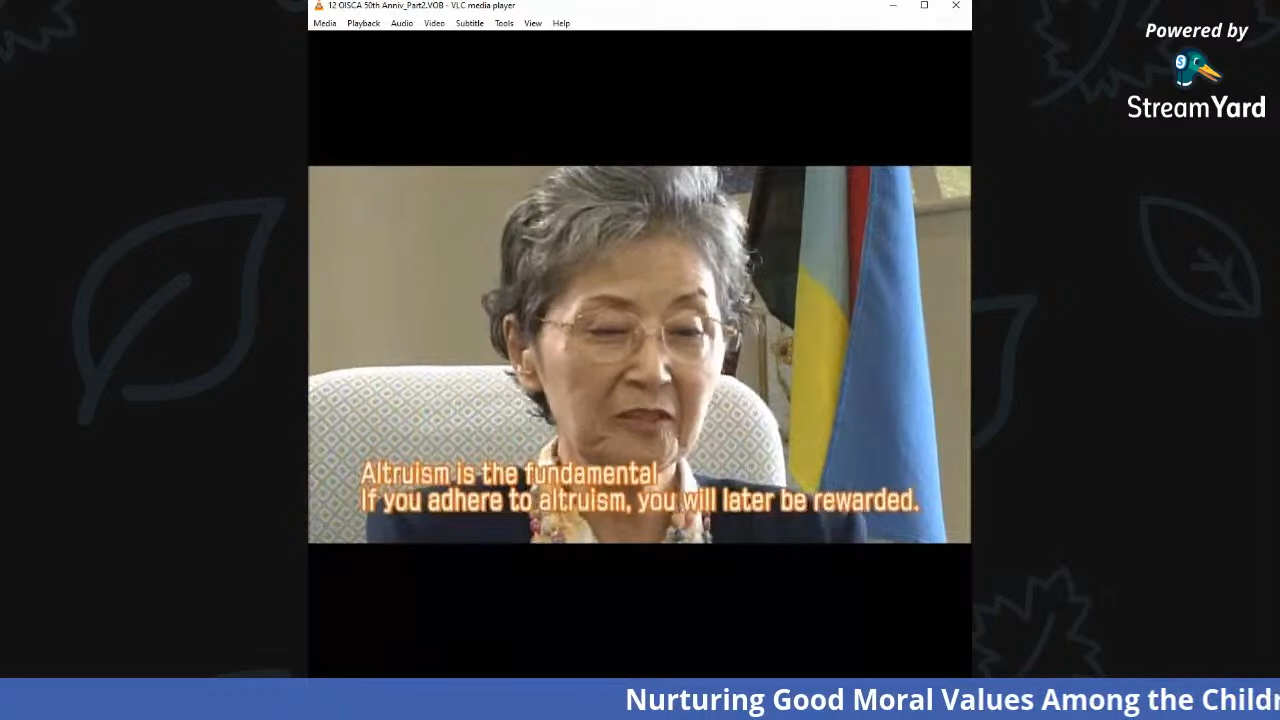 12 OISCA 50th Anniv_Part2.VOB - VLC media player
Media Playback Audio Video Subtitle Tools View Help
Powered by
S
StreamYard
Altruism is the fundamental
If you adhere to altruism, you will later be rewarded.
Nurturing Good Moral Values Among the Childr